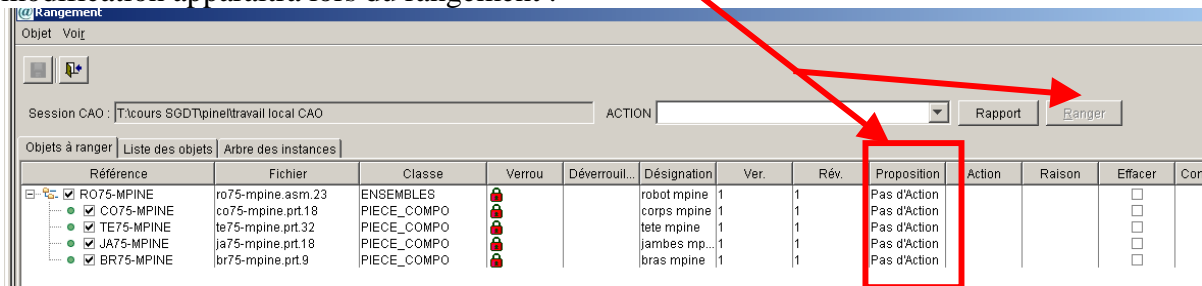 modification apparaîtra lors du rangement :
@Rangement
Objet Voir
Session CAO : T:\cours SGDT\pinel\travail local CAO ACTION Rapport Ranger
Objets à ranger Liste des objets Arbre des instances
Référence Fichier Classe Verrou Déverrouil... Désignation Ver. Rév. Proposition Action Raison Effacer Con
RO75-MPINE ro75-mpine.asm.23 ENSEMBLES robot mpine 1 1 Pas d'Action
CO75-MPINE co75-mpine.prt.18 PIECE_COMPO corps mpine 1 1 Pas d'Action
TE75-MPINE te75-mpine.prt.32 PIECE_COMPO tete mpine 1 1 Pas d'Action
JA75-MPINE ja75-mpine.prt.18 PIECE_COMPO jambes mp... 1 1 Pas d'Action
BR75-MPINE br75-mpine.prt.9 PIECE_COMPO bras mpine 1 1 Pas d'Action